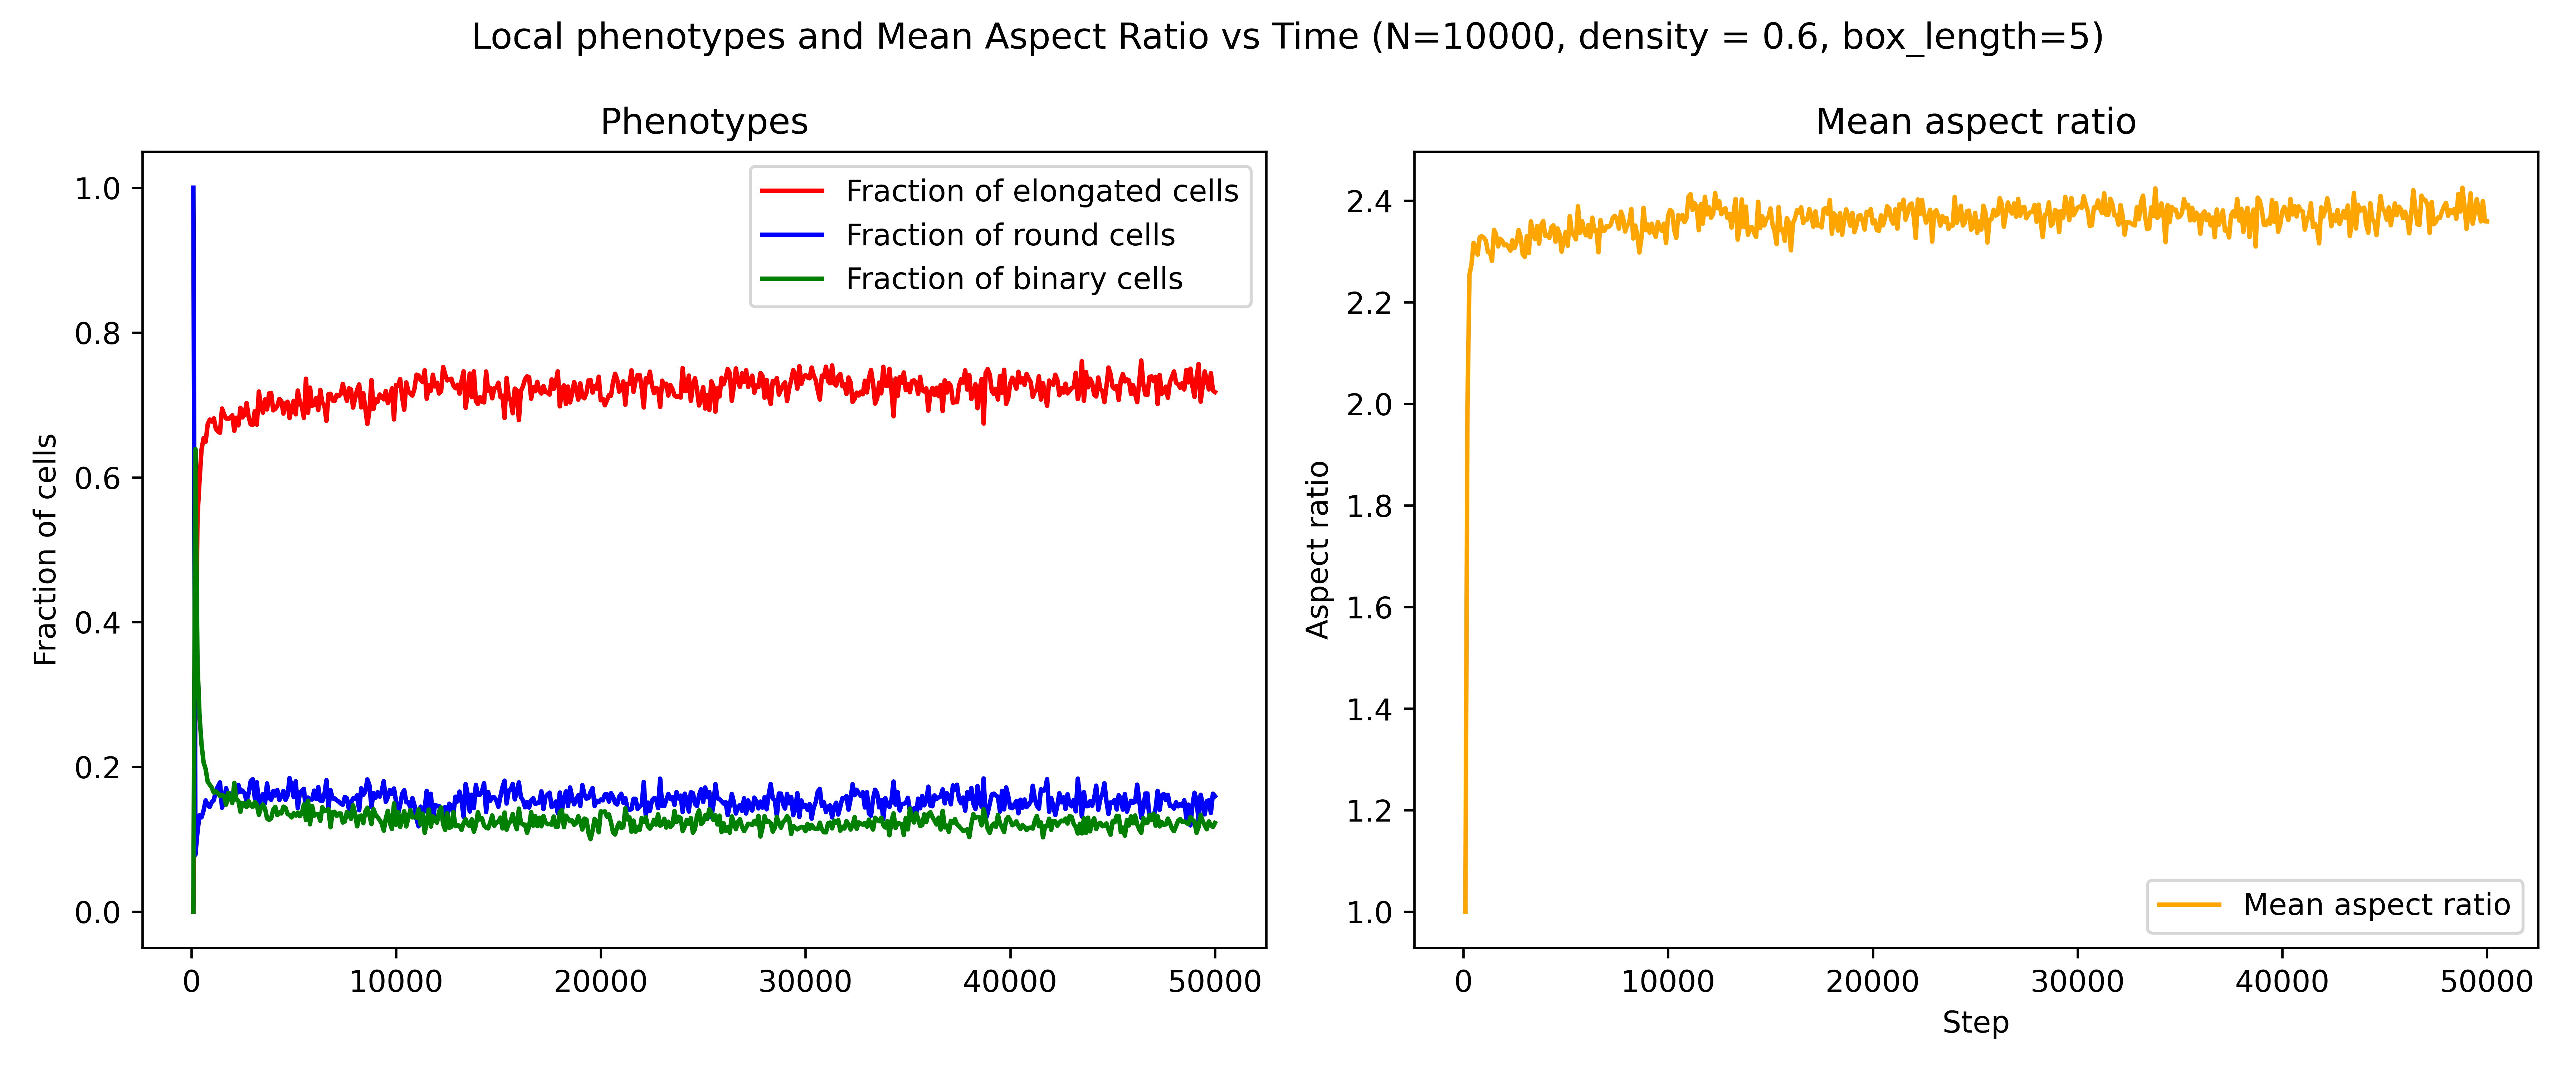 Local phenotypes and Mean Aspect Ratio vs Time (N=10000, density = 0.6, box_length=5)
Phenotypes
Fraction of cells
1.0
0.8
0.6
0.4
0.2
0.0
Fraction of elongated cells
Fraction of round cells
Fraction of binary cells
0
10000
20000
30000
40000
50000
Mean aspect ratio
Aspect ratio
2.4
2.2
2.0
1.8
1.6
1.4
1.2
1.0
Mean aspect ratio
0
10000
20000
30000
40000
50000
Step